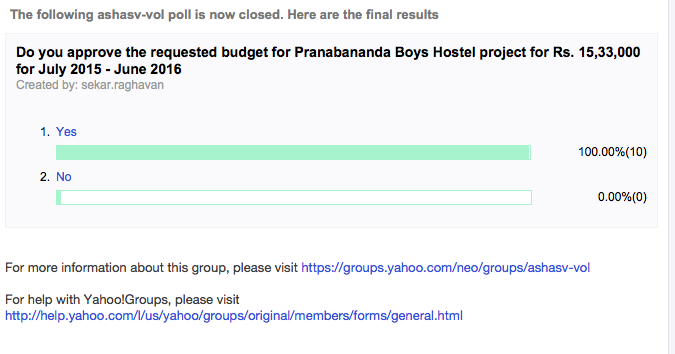 The following ashasv-vol poll is now closed. Here are the final results
Do you approve the requested budget for Pranabananda Boys Hostel project for Rs. 15,33,000
for July 2015 - June 2016
Created by: sekar.raghavan
1. Yes
100.00%(10)
2. No
0.00%(0)
For more information about this group, please visit https://groups.yahoo.com/neo/groups/ashasv-vol
For help with Yahoo!Groups, please visit
http://help.yahoo.com/l/us/yahoo/groups/original/members/forms/general.html